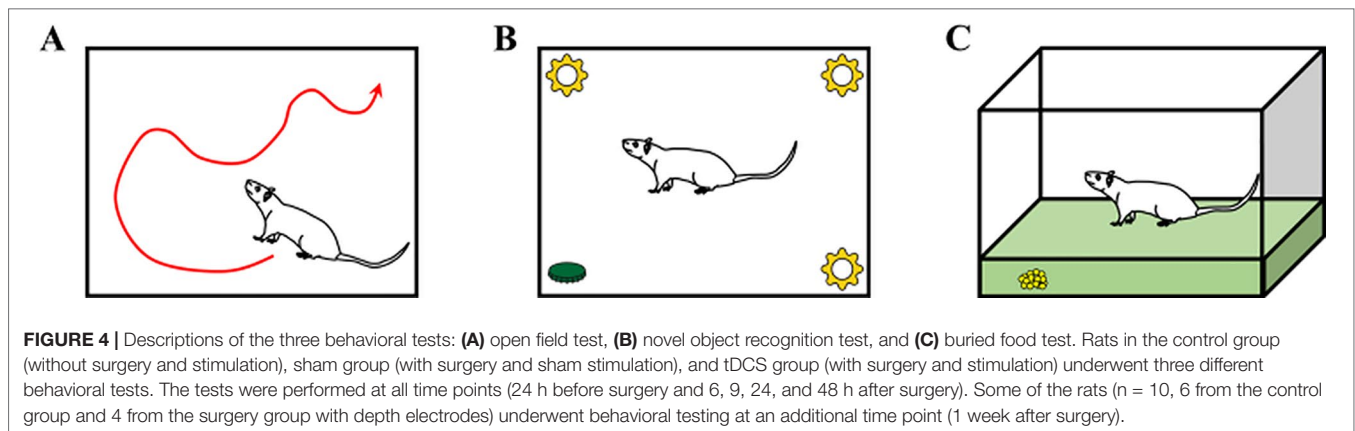 A B C
FIGURE 4 | Descriptions of the three behavioral tests: (A) open field test, (B) novel object recognition test, and (C) buried food test. Rats in the control group
(without surgery and stimulation), sham group (with surgery and sham stimulation), and tDCS group (with surgery and stimulation) underwent three different
behavioral tests. The tests were performed at all time points (24 h before surgery and 6, 9, 24, and 48 h after surgery). Some of the rats (n = 10, 6 from the control
group and 4 from the surgery group with depth electrodes) underwent behavioral testing at an additional time point (1 week after surgery).